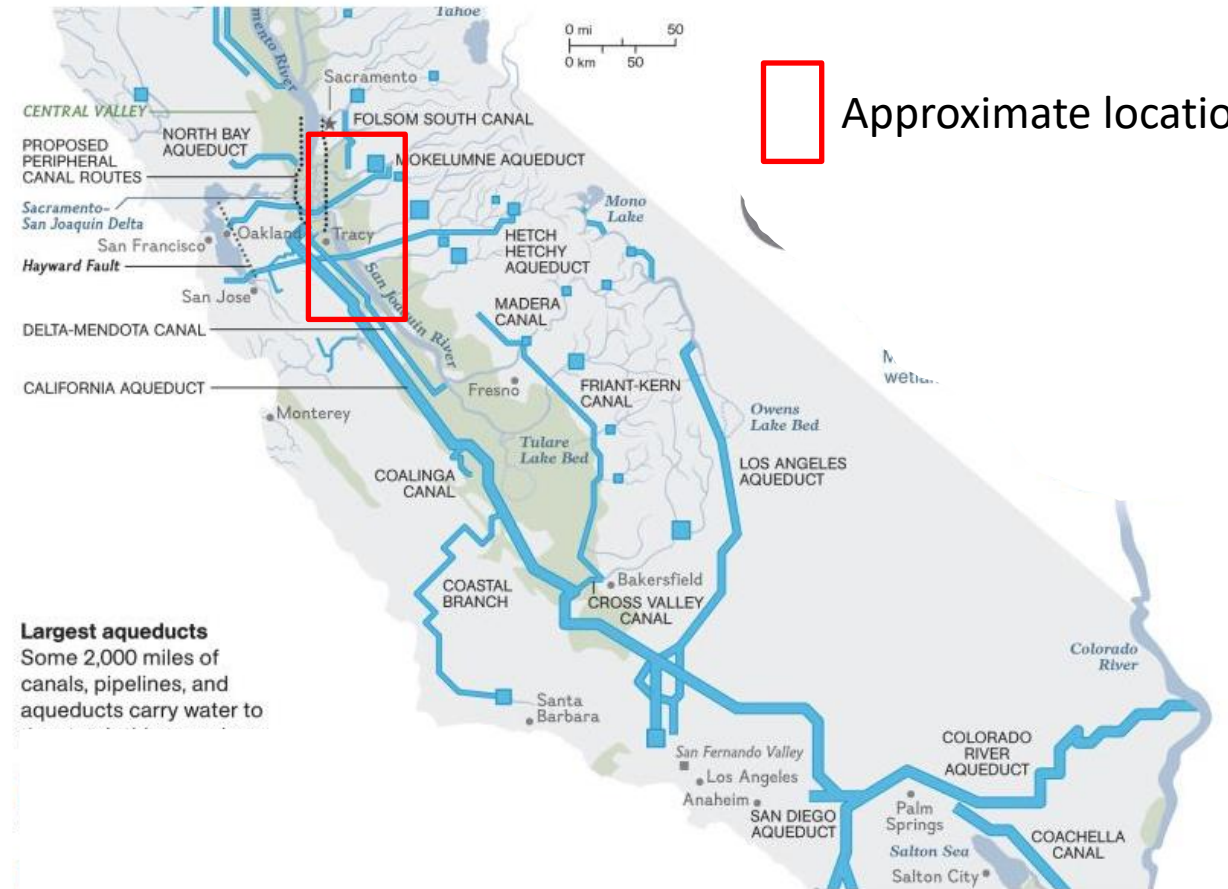 Tahoe
mento River
0 mi 50
0 km 50
Sacramento
Approximate locatio
CENTRAL VALLEY
FOLSOM SOUTH CANAL
PROPOSED
PERIPHERAL
CANAL ROUTES
NORTH BAY
AQUEDUCT
MOKELUMNE AQUEDUCT
Sacramento–
San Joaquin Delta
Mono
Lake
San Francisco
Oakland
Tracy
HETCH
HETCHY
AQUEDUCT
Hayward Fault
San Jose
San Joaquin River
MADERA
CANAL
DELTA-MENDOTA CANAL
CALIFORNIA AQUEDUCT
Fresno
FRIANT-KERN
CANAL
Monterey
Owens
Lake Bed
Tulare
Lake Bed
LOS ANGELES
AQUEDUCT
COALINGA
CANAL
COASTAL
BRANCH
Bakersfield
CROSS VALLEY
CANAL
Largest aqueducts
Some 2,000 miles of
canals, pipelines, and
aqueducts carry water to
Colorado
River
Santa
Barbara
San Fernando Valley
Los Angeles
Anaheim
COLORADO
RIVER
AQUEDUCT
SAN DIEGO
AQUEDUCT
Palm
Springs
COACHELLA
CANAL
Salton Sea
Salton City